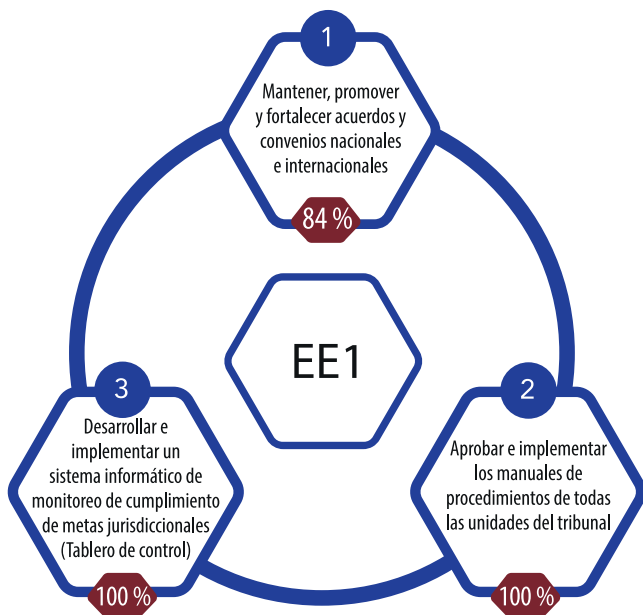 1
Mantener, promover
y fortalecer acuerdos y
convenios nacionales
e internacionales
84 %
EE1
2
Aprobar e implementar
los manuales de
procedimientos de todas
las unidades del tribunal
100 %
3
Desarrollar e
implementar un
sistema informático de
monitoreo de cumplimiento
de metas jurisdiccionales
(Tablero de control)
100 %